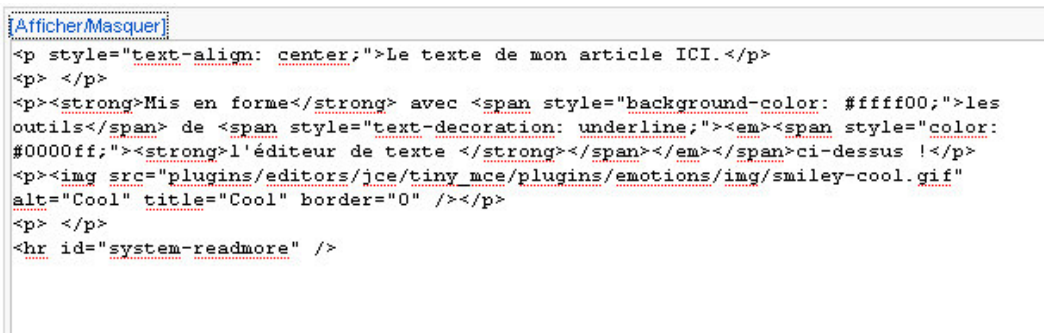 [Afficher/Masquer]
<p style="text-align: center;">Le texte de mon article ICI.</p>
<p> </p>
<p><strong>Mis en forme</strong> avec <span style="background-color: #ffff00;">les
outils</span> de <span style="text-decoration: underline;"><em><span style="color:
#0000ff;"><strong>l'éditeur de texte </strong></span></em></span>ci-dessus !</p>
<p><img src="plugins/editors/jce/tiny_mce/plugins/emotions/img/smiley-cool.gif"
alt="Cool" title="Cool" border="0" /></p>
<p> </p>
<hr id="system-readmore" />